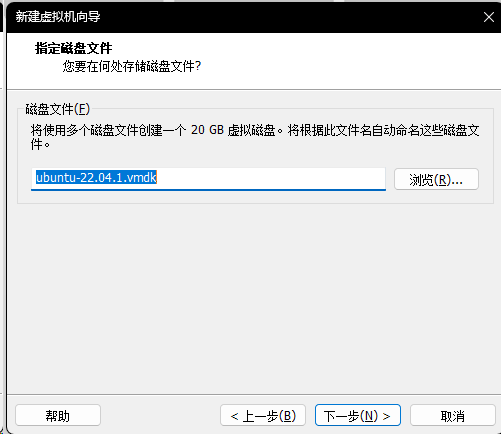 新建虚拟机向导
指定磁盘文件
您要在何处存储磁盘文件?
磁盘文件(F)
将使用多个磁盘文件创建一个 20 GB 虚拟磁盘。将根据此文件名自动命名这些磁盘文
件。
ubuntu-22.04.1.vmdk
浏览(R)...
帮助
< 上一步(B)
下一步(N) >
取消